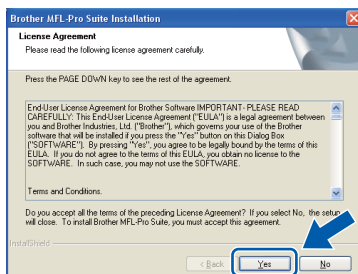 Brother MFL-Pro Suite Installation
License Agreement
Please read the following license agreement carefully.
Press the PAGE DOWN key to see the rest of the agreement.
End-User License Agreement for Brother Software IMPORTANT- PLEASE READ
CAREFULLY: This End-User License Agreement ("EULA") is a legal agreement between
you and Brother Industries, Ltd. ("Brother"), which governs your use of the Brother
software that will be installed if you press the "Yes" button on this Dialog Box
("SOFTWARE"). By pressing "Yes", you agree to be legally bound by the terms of this
EULA. If you do not agree to the terms of this EULA, you obtain no license to the
SOFTWARE. In such case, you may not use the SOFTWARE.
Terms and Conditions.
Do you accept all the terms of the preceding License Agreement? If you select No, the setup
will close. To install Brother MFL-Pro Suite, you must accept this agreement.
InstallShield
< Back
Yes
No